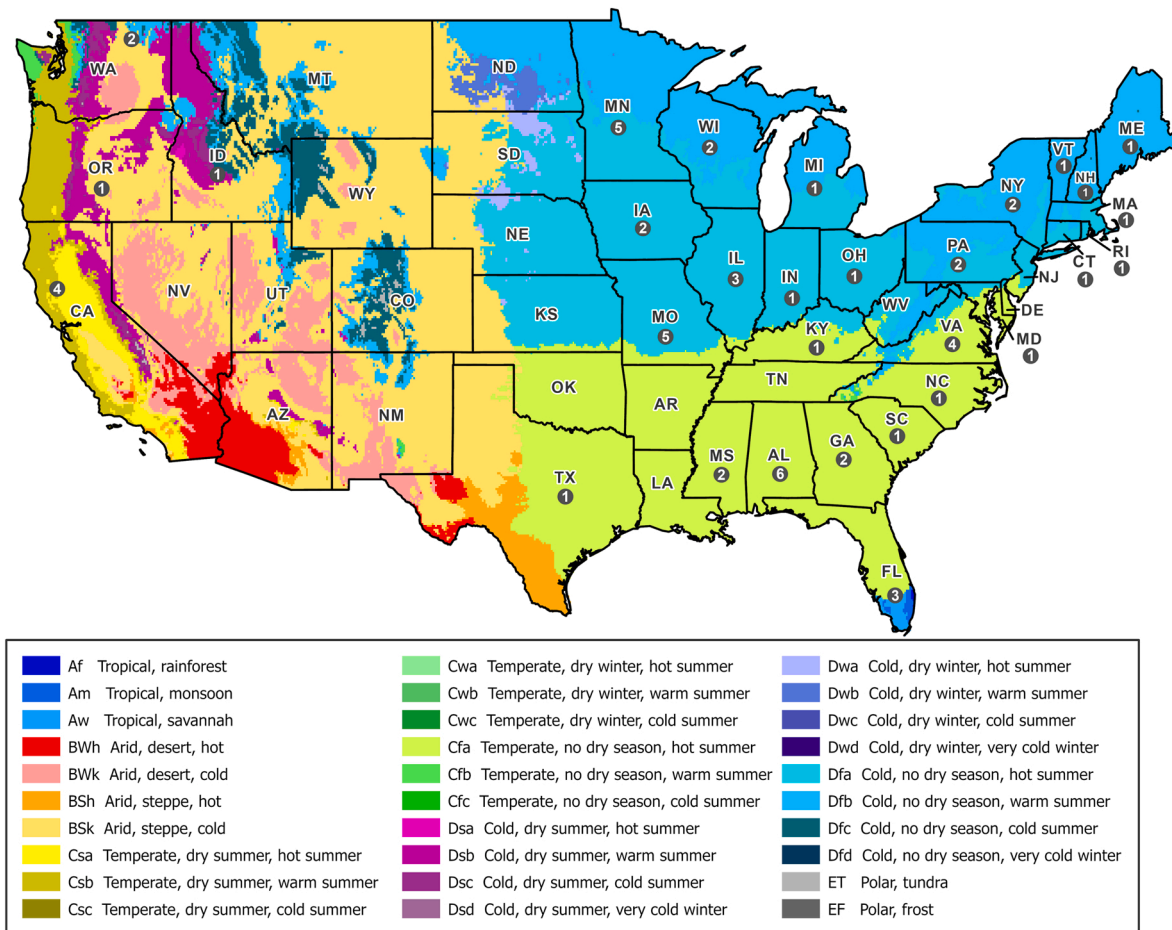 WA
2
MT
ND
MN
5
WI
2
MI
1
VT
1
NH
1
ME
1
OR
1
ID
1
WY
SD
IA
2
NY
2
MA
1
RI
1
CT
1
NE
IL
3
IN
1
OH
1
PA
2
NJ
4
CA
NV
UT
CO
KS
MO
5
KY
1
WV
VA
4
DE
MD
1
AZ
NM
OK
AR
TN
NC
1
SC
1
TX
1
LA
MS
2
AL
6
GA
2
FL
3
Af Tropical, rainforest
Am Tropical, monsoon
Aw Tropical, savannah
BWh Arid, desert, hot
BWk Arid, desert, cold
BSh Arid, steppe, hot
BSk Arid, steppe, cold
Csa Temperate, dry summer, hot summer
Csb Temperate, dry summer, warm summer
Csc Temperate, dry summer, cold summer
Cwa Temperate, dry winter, hot summer
Cwb Temperate, dry winter, warm summer
Cwc Temperate, dry winter, cold summer
Cfa Temperate, no dry season, hot summer
Cfb Temperate, no dry season, warm summer
Cfc Temperate, no dry season, cold summer
Dsa Cold, dry summer, hot summer
Dsb Cold, dry summer, warm summer
Dsc Cold, dry summer, cold summer
Dsd Cold, dry summer, very cold winter
Dwa Cold, dry winter, hot summer
Dwb Cold, dry winter, warm summer
Dwc Cold, dry winter, cold summer
Dwd Cold, dry winter, very cold winter
Dfa Cold, no dry season, hot summer
Dfb Cold, no dry season, warm summer
Dfc Cold, no dry season, cold summer
Dfd Cold, no dry season, very cold winter
ET Polar, tundra
EF Polar, frost